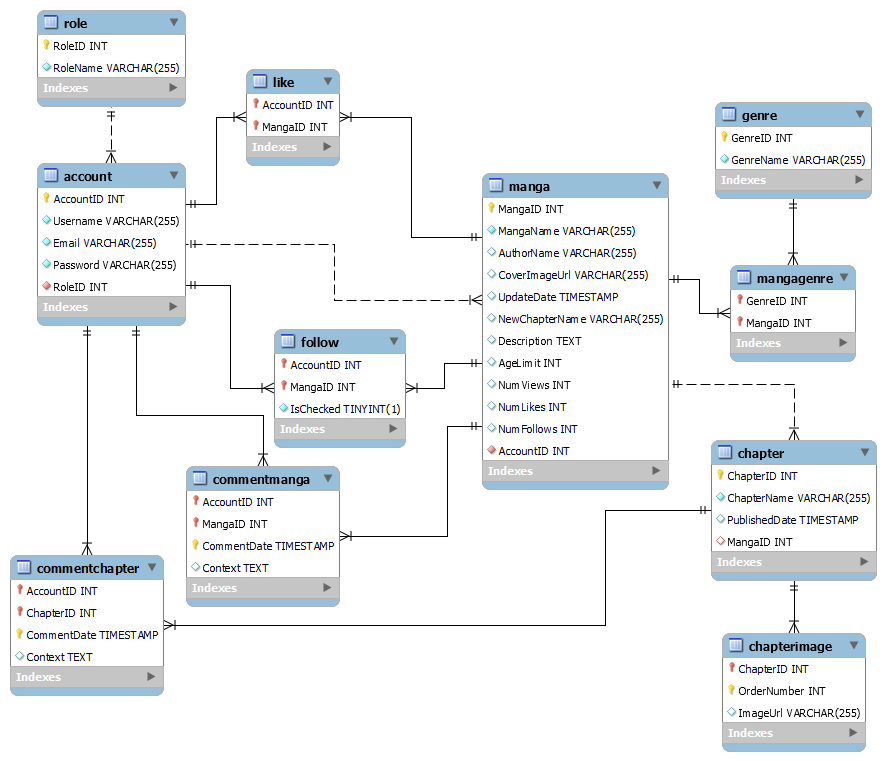 role
RoleID INT
RoleName VARCHAR(255)
Indexes
like
AccountID INT
MangaID INT
Indexes
genre
GenreID INT
GenreName VARCHAR(255)
Indexes
account
AccountID INT
Username VARCHAR(255)
Email VARCHAR(255)
Password VARCHAR(255)
RoleID INT
Indexes
manga
MangaID INT
MangaName VARCHAR(255)
AuthorName VARCHAR(255)
CoverImageUrl VARCHAR(255)
UpdateDate TIMESTAMP
NewChapterName VARCHAR(255)
Description TEXT
AgeLimit INT
NumViews INT
NumLikes INT
NumFollows INT
AccountID INT
Indexes
mangagenre
GenreID INT
MangaID INT
Indexes
follow
AccountID INT
MangaID INT
IsChecked TINYINT(1)
Indexes
chapter
ChapterID INT
ChapterName VARCHAR(255)
PublishedDate TIMESTAMP
MangaID INT
Indexes
commentmanga
AccountID INT
MangaID INT
CommentDate TIMESTAMP
Context TEXT
Indexes
commentchapter
AccountID INT
ChapterID INT
CommentDate TIMESTAMP
Context TEXT
Indexes
chapterimage
ChapterID INT
OrderNumber INT
ImageUrl VARCHAR(255)
Indexes